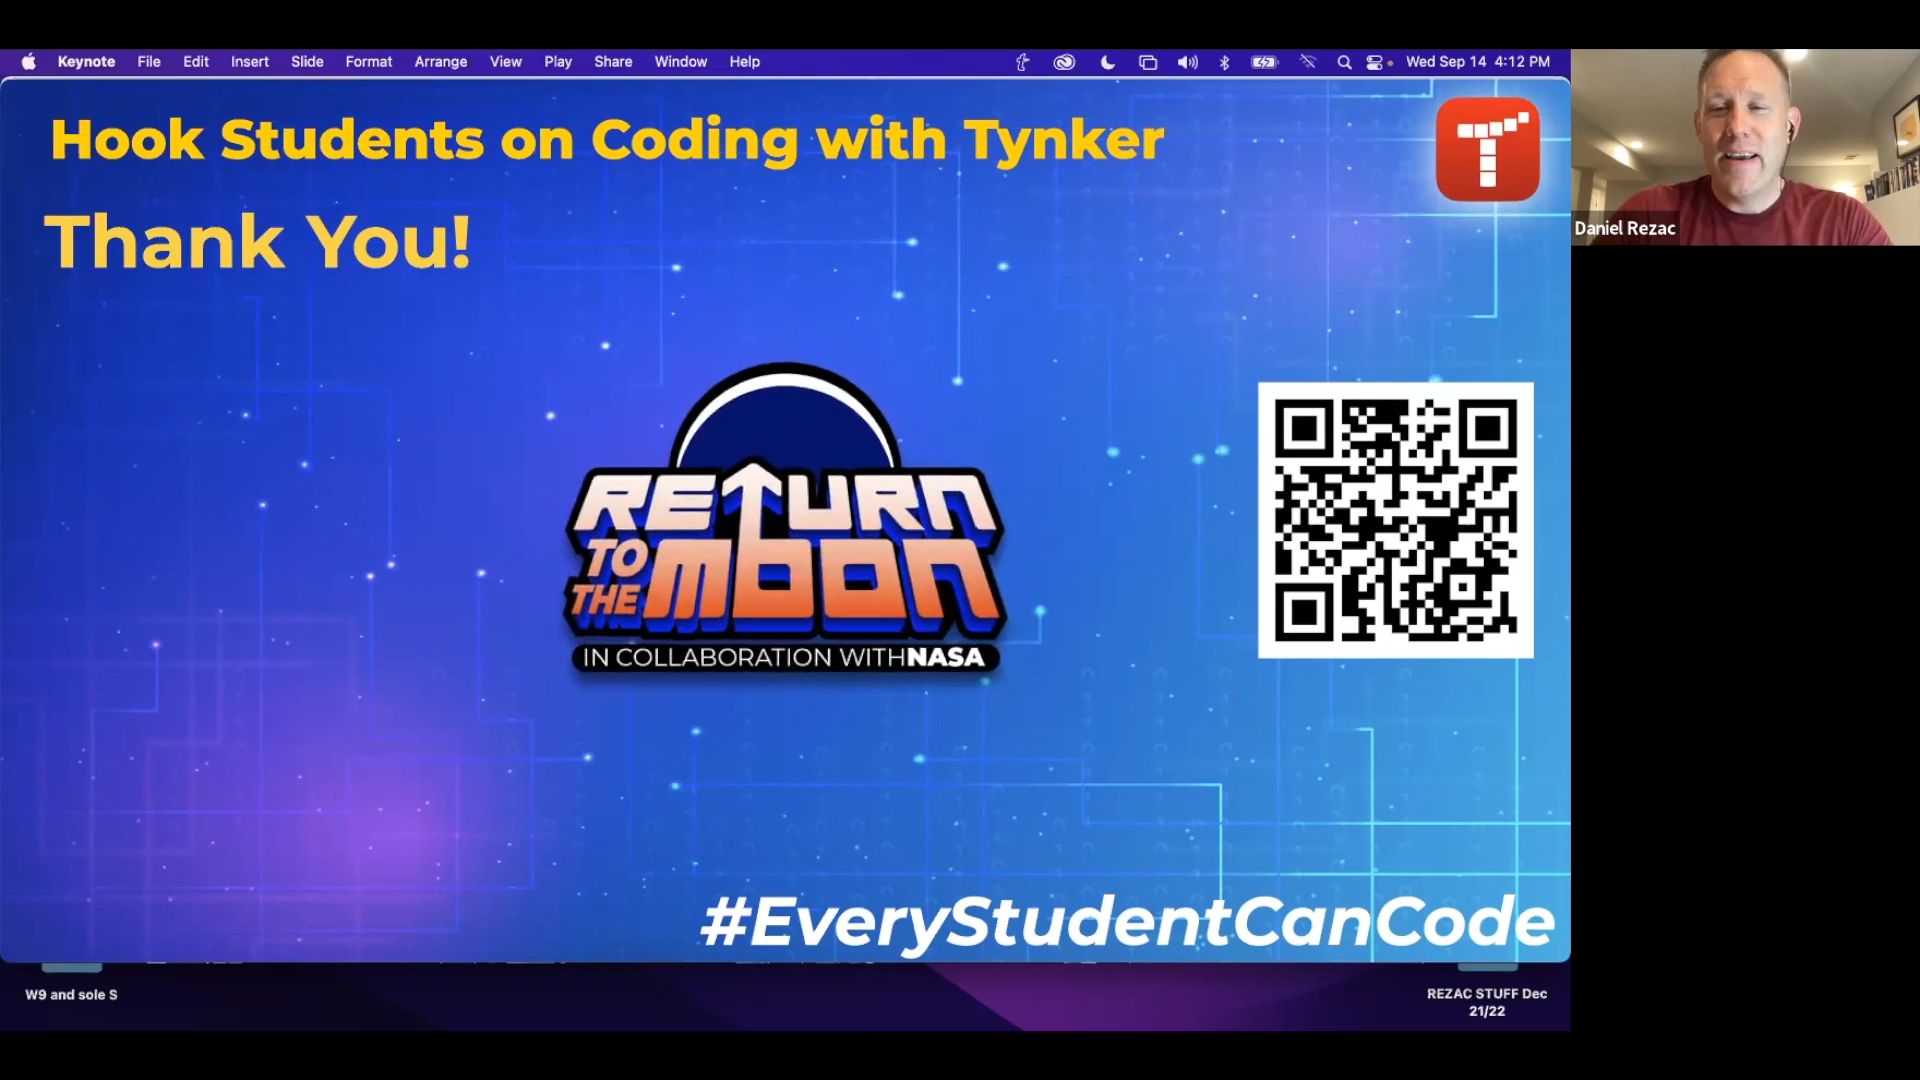 Keynote File Edit Insert Slide Format Arrange View Play Share Window Help Wed Sep 14 4:12 PM
Hook Students on Coding with Tynker
Thank You!
Daniel Rezac
RETURN
TO
THE MOON
IN COLLABORATION WITH NASA
#EveryStudentCanCode
W9 and sole S
REZAC STUFF Dec
21/22